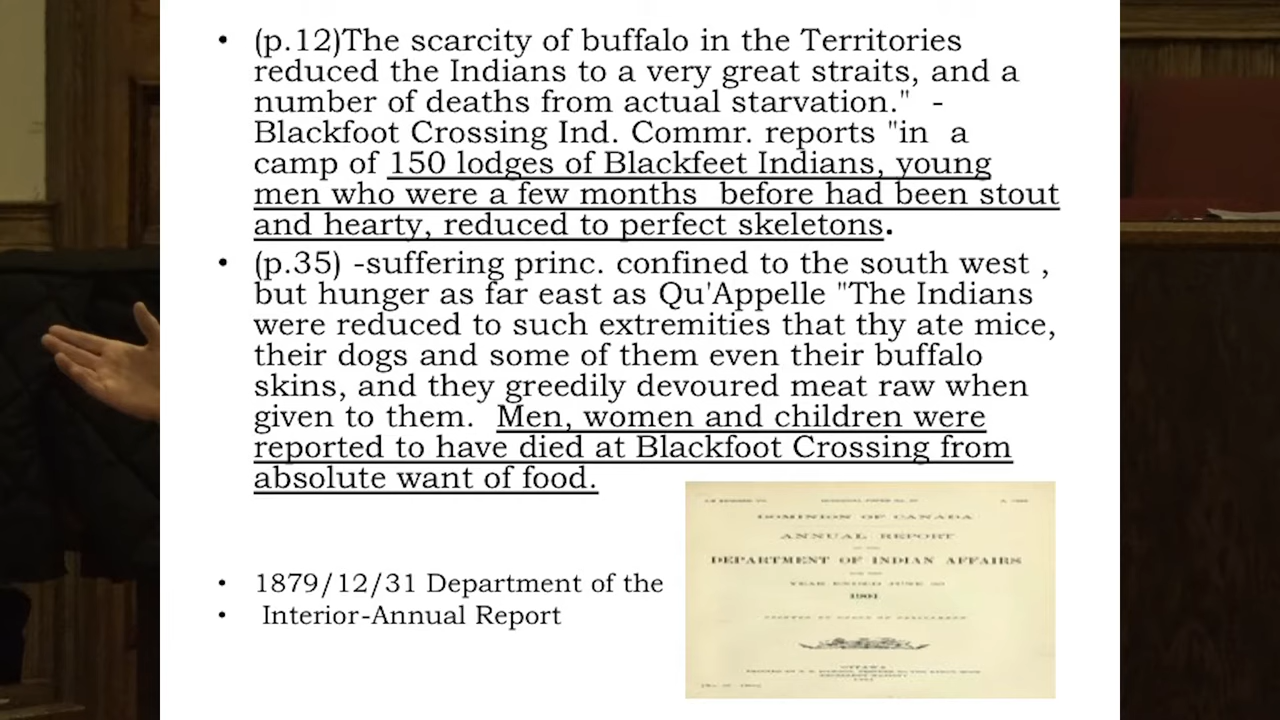 • (p.12)The scarcity of buffalo in the Territories
reduced the Indians to a very great straits, and a
number of deaths from actual starvation." -
Blackfoot Crossing Ind. Commr. reports "in a
camp of 150 lodges of Blackfeet Indians, young
men who were a few months before had been stout
and hearty, reduced to perfect skeletons.
• (p.35) -suffering princ. confined to the south west ,
but hunger as far east as Qu'Appelle "The Indians
were reduced to such extremities that thy ate mice,
their dogs and some of them even their buffalo
skins, and they greedily devoured meat raw when
given to them. Men, women and children were
reported to have died at Blackfoot Crossing from
absolute want of food.
• 1879/12/31 Department of the
• Interior-Annual Report
DOMINION OF CANADA
ANNUAL REPORT
DEPARTMENT OF INDIAN AFFAIRS
YEAR ENDED JUNE 30
OTTAWA